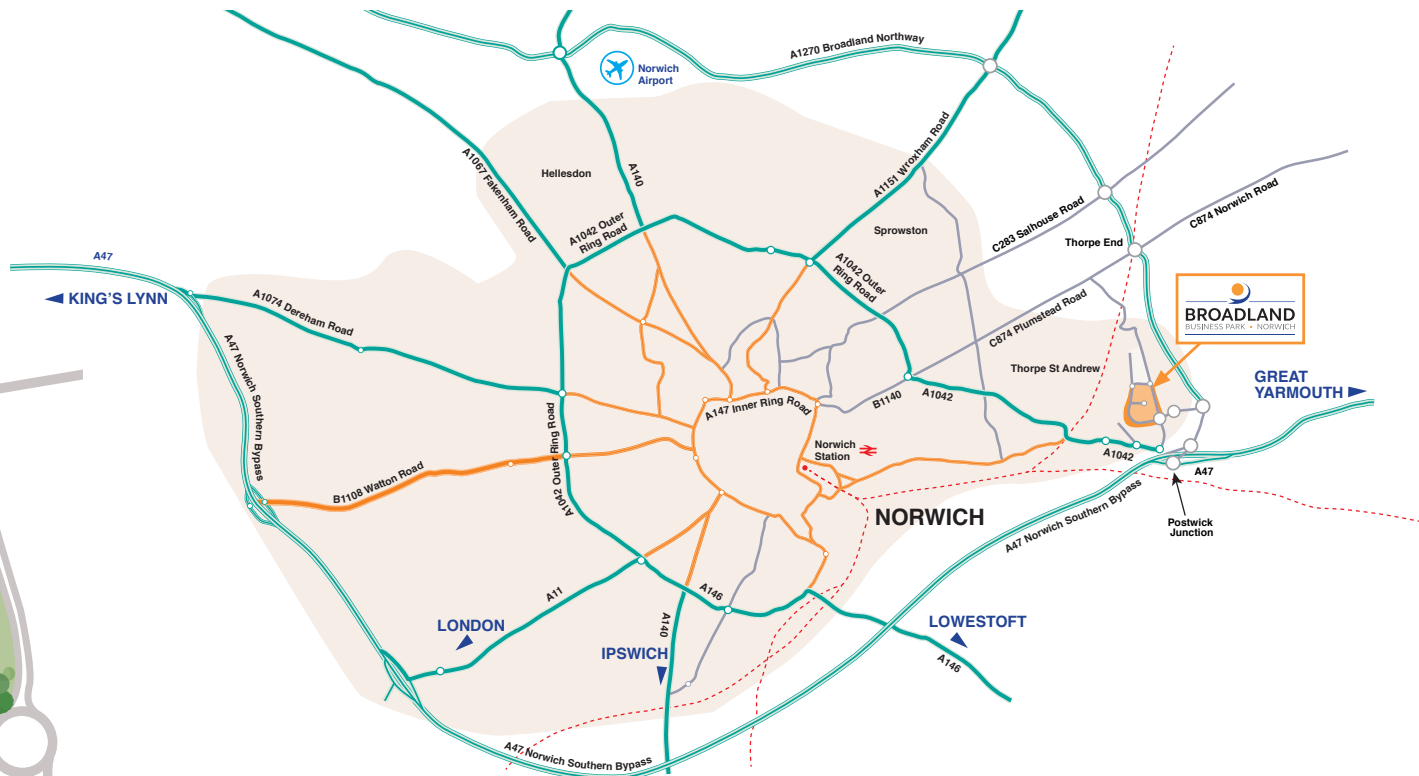 A1270 Broadland Northway
Norwich
Airport
A1067 Fakenham Road
Hellesdon
A140
A1151 Wroxham Road
A1042 Outer
Ring Road
Sprowston
C283 Salhouse Road
C874 Norwich Road
Thorpe End
A47
KING'S LYNN
A1074 Dereham Road
A1042 Outer
Ring Road
C874 Plumstead Road
BROADLAND
BUSINESS PARK • NORWICH
A47 Norwich Southern Bypass
Thorpe St Andrew
GREAT
YARMOUTH
A147 Inner Ring Road
B1140
A1042
A1042 Outer Ring Road
Norwich
Station
A1042
A47
B1108 Watton Road
NORWICH
A47 Norwich Southern Bypass
Postwick
Junction
A11
A146
LONDON
A140
IPSWICH
LOWESTOFT
A146
A47 Norwich Southern Bypass